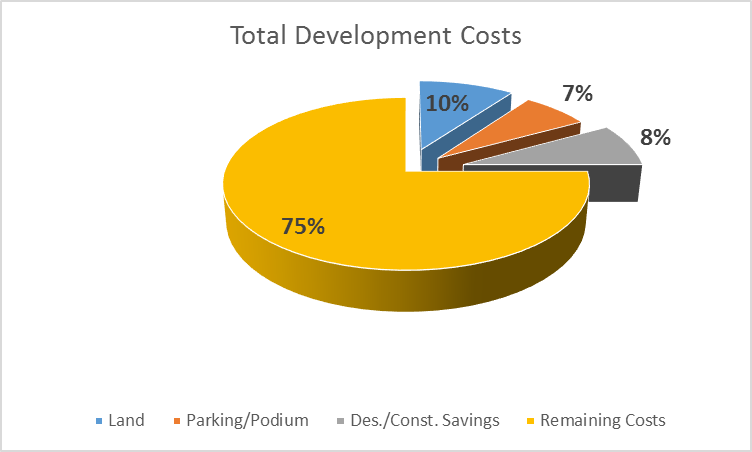 Total Development Costs
10%
7%
8%
75%
Land Parking/Podium Des./Const. Savings Remaining Costs